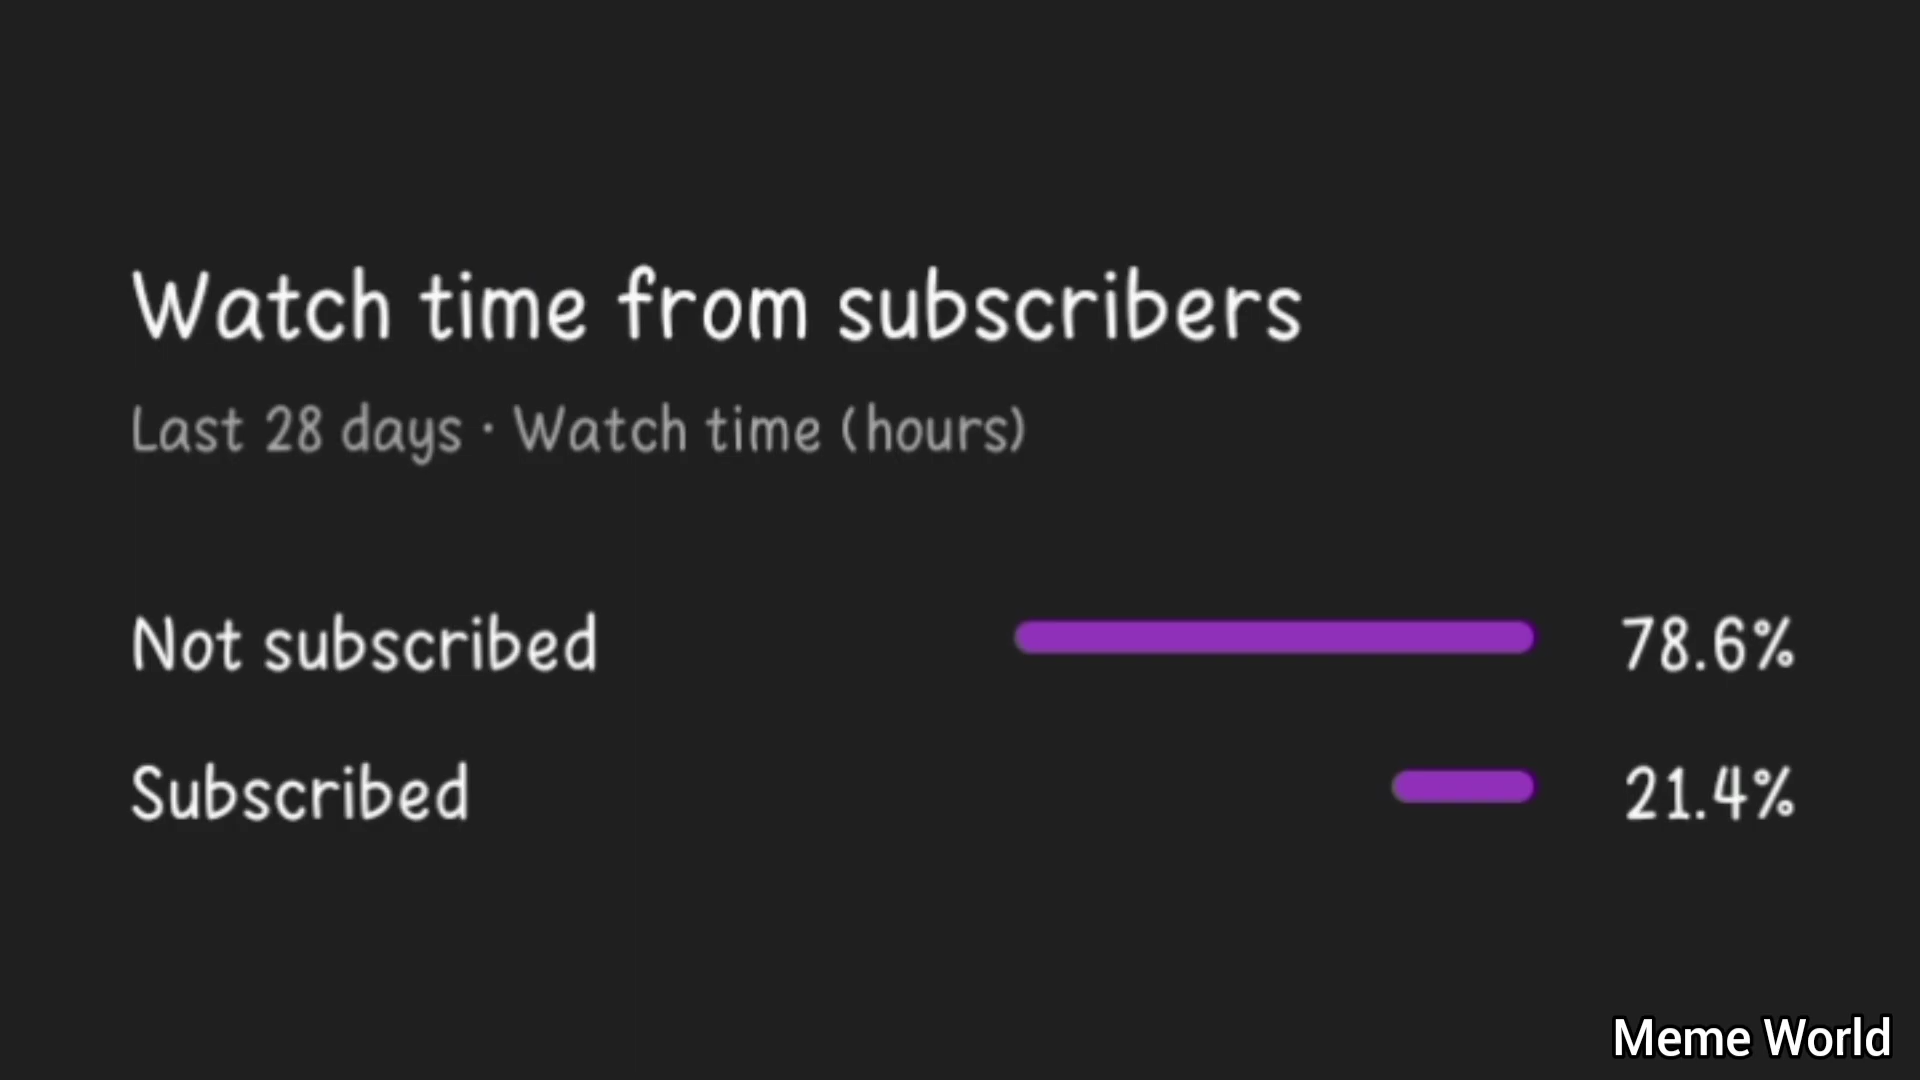 Watch time from subscribers
Last 28 days · Watch time (hours)
Not subscribed 78.6%
Subscribed 21.4%
Meme World